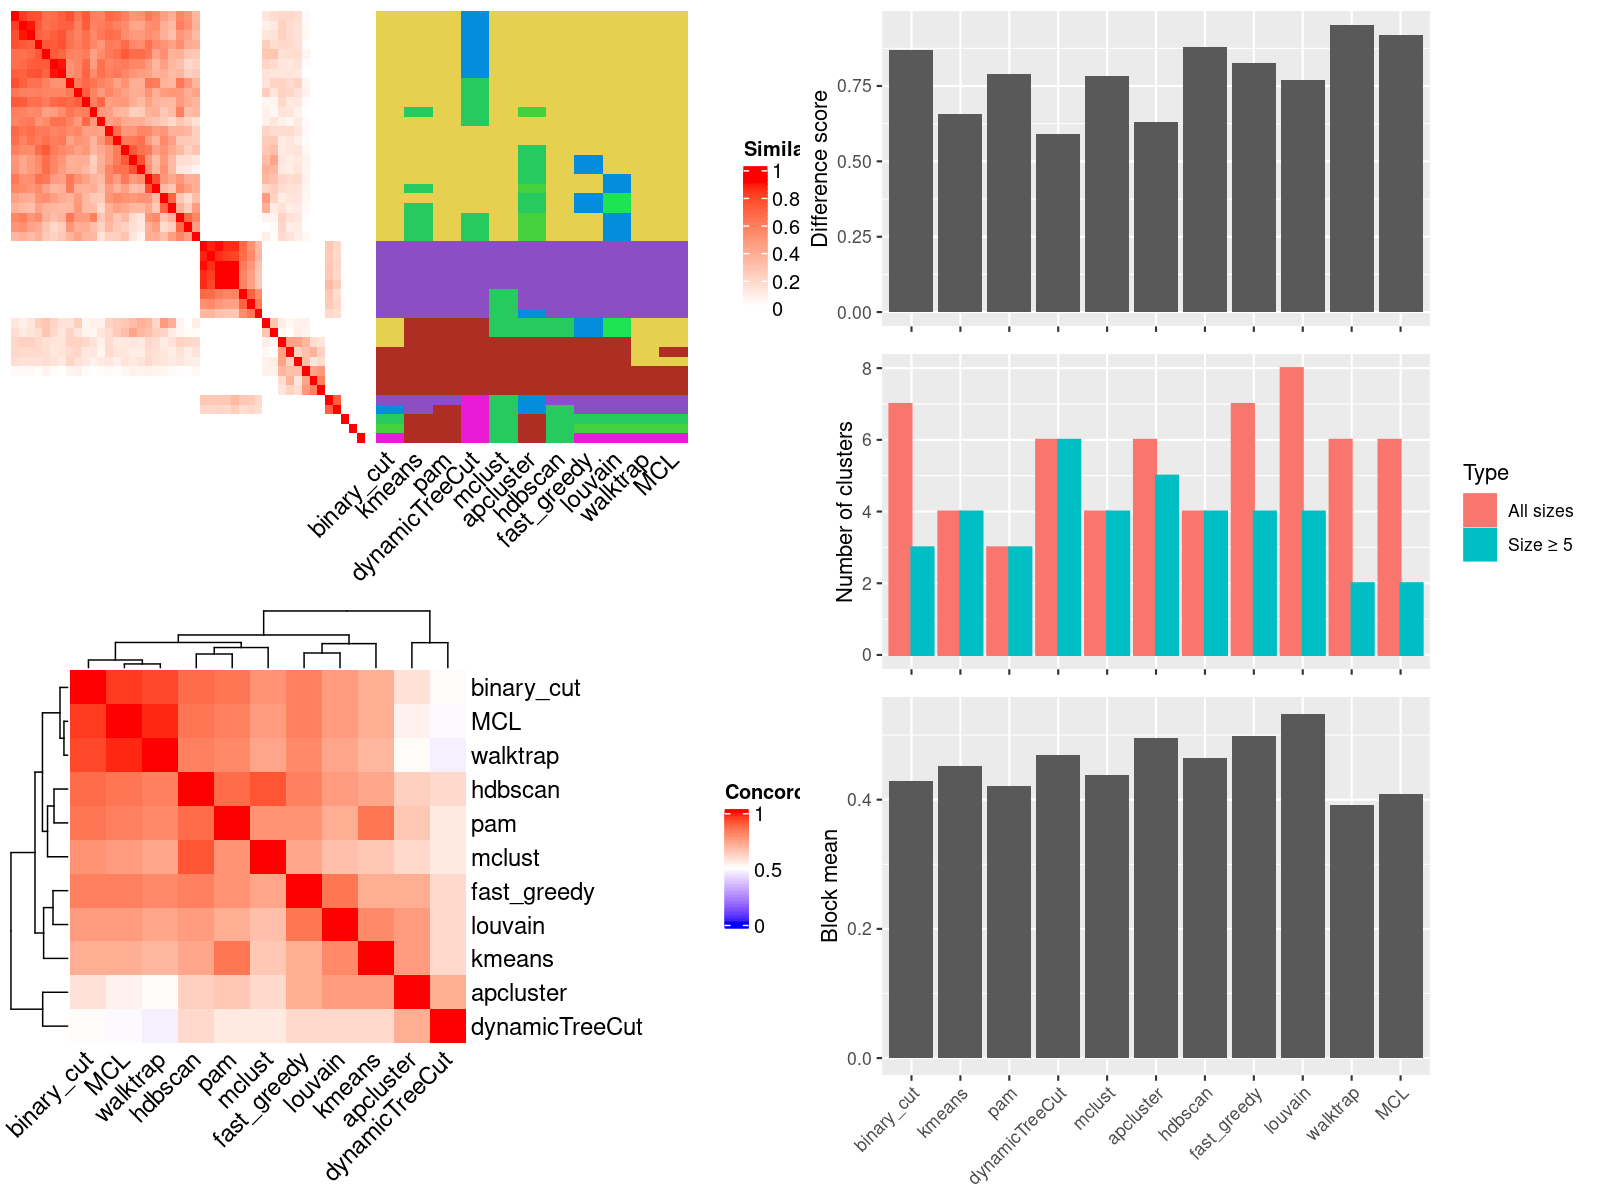 Simila
1
0.8
0.6
0.4
0.2
0
binary_cut
kmeans
pam
dynamicTreeCut
mclust
apcluster
hdbscan
fast_greedy
louvain
walktrap
MCL
binary_cut
MCL
walktrap
hdbscan
pam
mclust
fast_greedy
louvain
kmeans
apcluster
dynamicTreeCut
binary_cut
MCL
walktrap
hdbscan
pam
mclust
fast_greedy
louvain
kmeans
apcluster
dynamicTreeCut
Concord
1
0.5
0
Difference score
0.75
0.50
0.25
0.00
Number of clusters
8
6
4
2
0
Type
All sizes
Size ≥ 5
Block mean
0.4
0.2
0.0
binary_cut
kmeans
pam
dynamicTreeCut
mclust
apcluster
hdbscan
fast_greedy
louvain
walktrap
MCL